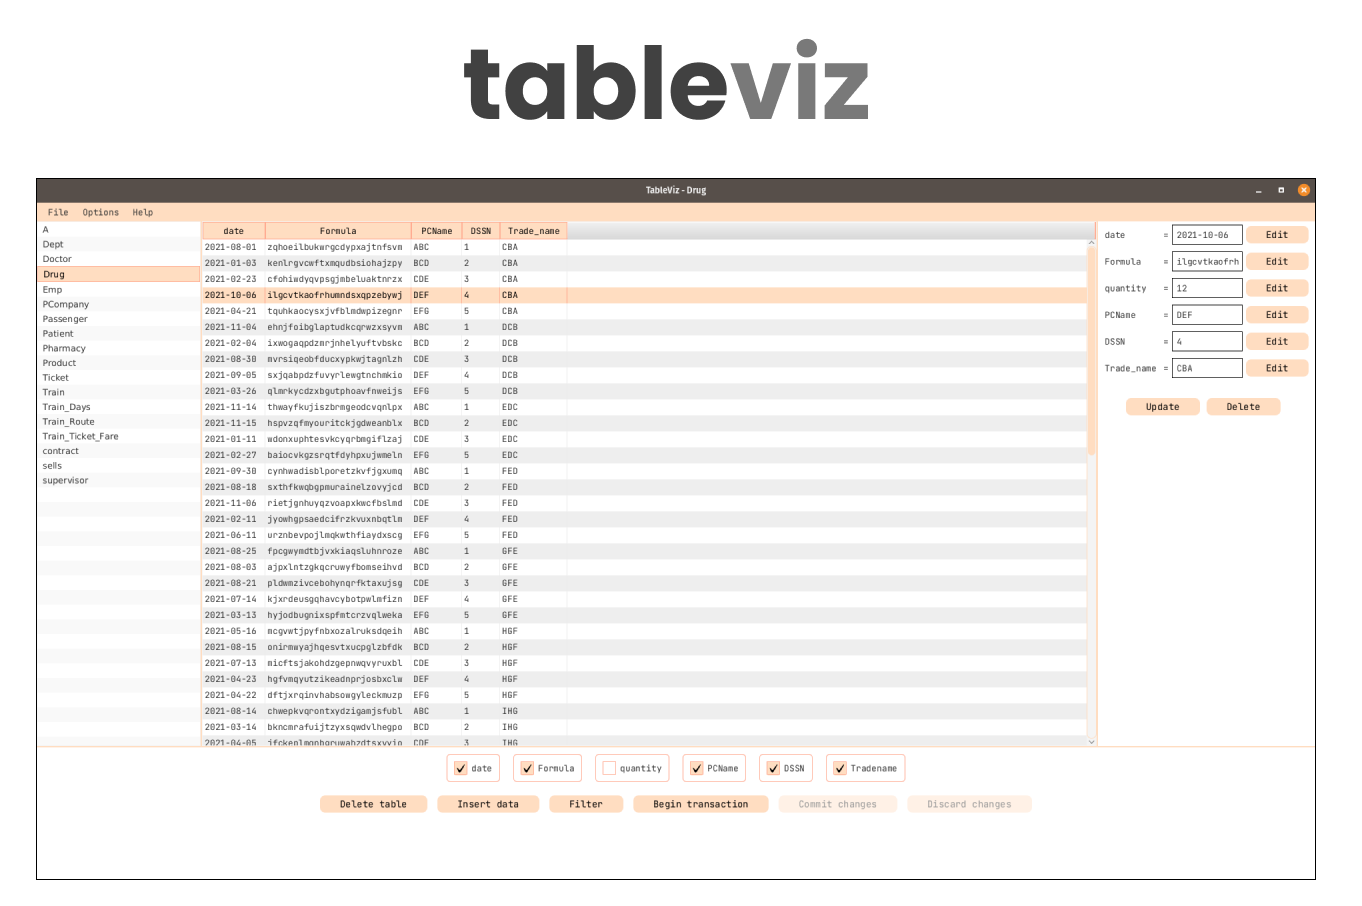 tableviz
TableViz - Drug
File Options Help
A
Dept
Doctor
Drug
Emp
PCompany
Passenger
Patient
Pharmacy
Product
Ticket
Train
Train_Days
Train_Route
Train_Ticket_Fare
contract
sells
supervisor
date Formula PCName DSSN Trade_name
2021-08-01 zqhoeilbukwrgcdypxajtnfsvm ABC 1 CBA
2021-01-03 kenlrgvcwftxmqudbsiohajzpy BCD 2 CBA
2021-02-23 cfohiwdyqvpsgjmbeluaktnrzx CDE 3 CBA
2021-10-06 ilgcvtkaofrhumndsxqpzebywj DEF 4 CBA
2021-04-21 tquhkaocysxjvfblmdwpizegnr EFG 5 CBA
2021-11-04 ehnjfoibglaptudkcqrwzxsyvm ABC 1 DCB
2021-02-04 ixwogaqpdzmrjnhelyuftvbskc BCD 2 DCB
2021-08-30 mvrsiqeobfducxypkwjtagnlzh CDE 3 DCB
2021-09-05 sxjqabpdzfuvyrlewgtnchmkio DEF 4 DCB
2021-03-26 qlmrkycdzxbgutphoavfnweijs EFG 5 DCB
2021-11-14 thwayfkujiszbrmgeodcvqnlpx ABC 1 EDC
2021-11-15 hspvzqfmyouritckjgdweanblx BCD 2 EDC
2021-01-11 wdonxuphtesvkcyqrbmgiflzaj CDE 3 EDC
2021-02-27 baiocvkgzsrqtfdyhpxujwmeln EFG 5 EDC
2021-09-30 cynhwadisblporetzkvfjgxumq ABC 1 FED
2021-08-18 sxthfkwqbgpmurainelzovyjcd BCD 2 FED
2021-11-06 rietjgnhuyqzvoapxkwcfbslmd CDE 3 FED
2021-02-11 jyowhgpsaedcifrzkvuxnbqtlm DEF 4 FED
2021-06-11 urznbevpojlmqkwthfiaydxscg EFG 5 FED
2021-08-25 fpcgwymdtbjvxkiaqsluhnroze ABC 1 GFE
2021-08-03 ajpxlntzgkqcruwyfbomseihvd BCD 2 GFE
2021-08-21 pldwmzivcebohynqrfktaxujsg CDE 3 GFE
2021-07-14 kjxrdeusgqhavcybotpwlmfizn DEF 4 GFE
2021-03-13 hyjodbugnixspfmtcrzvqlweka EFG 5 GFE
2021-05-16 mcgvwtjpyfnbxozalruksdqeih ABC 1 HGF
2021-08-15 onirmwyajhqesvtxucpglzbfdk BCD 2 HGF
2021-07-13 micftsjakohdzgepnwqvyruxbl CDE 3 HGF
2021-04-23 hgfvmqyutzikeadnprjosbxclw DEF 4 HGF
2021-04-22 dftjxrqinvhabsowgyleckmuzp EFG 5 HGF
2021-08-14 chwepkvqrontxydzigamjsfubl ABC 1 IHG
2021-03-14 bkncmrafuijtzyxsqwdvlhegpo BCD 2 IHG
2021-04-05 CDE 3 IHG
date = 2021-10-06 Edit
Formula = ilgcvtkaofrh Edit
quantity = 12 Edit
PCName = DEF Edit
DSSN = 4 Edit
Trade_name = CBA Edit
Update Delete
date Formula quantity PCName DSSN Tradename
Delete table Insert data Filter Begin transaction Commit changes Discard changes